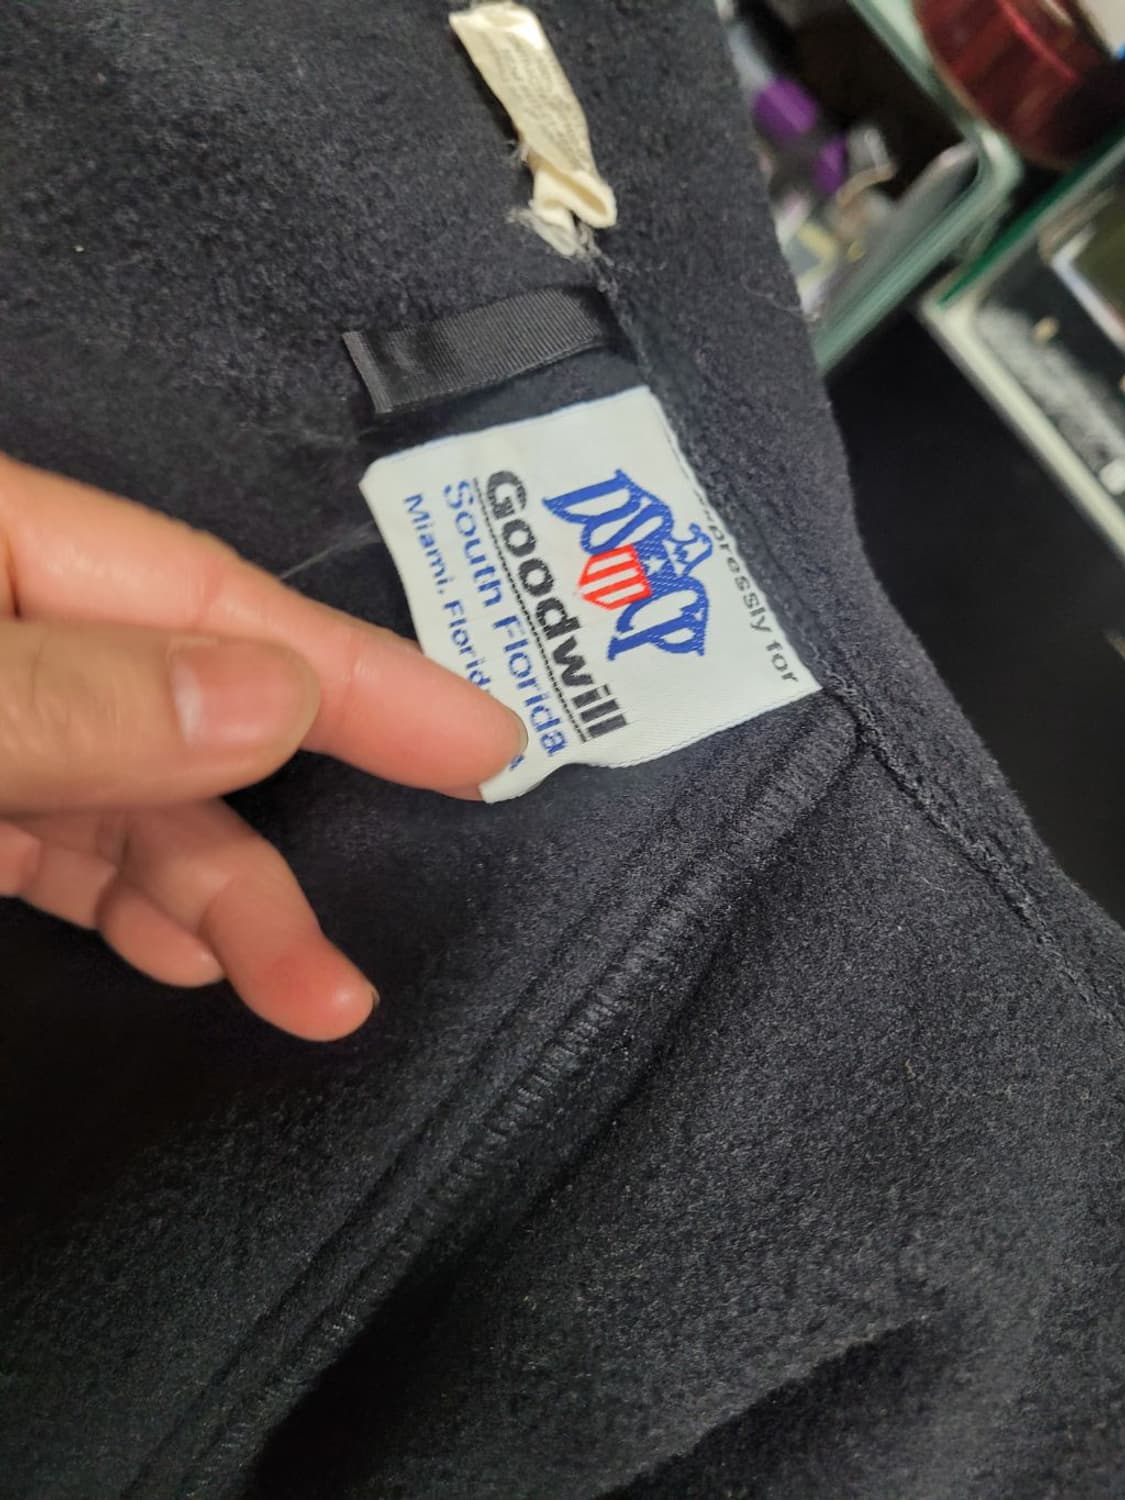 pressly for
DSCP
Goodwill
South Florida
Miami, Florid